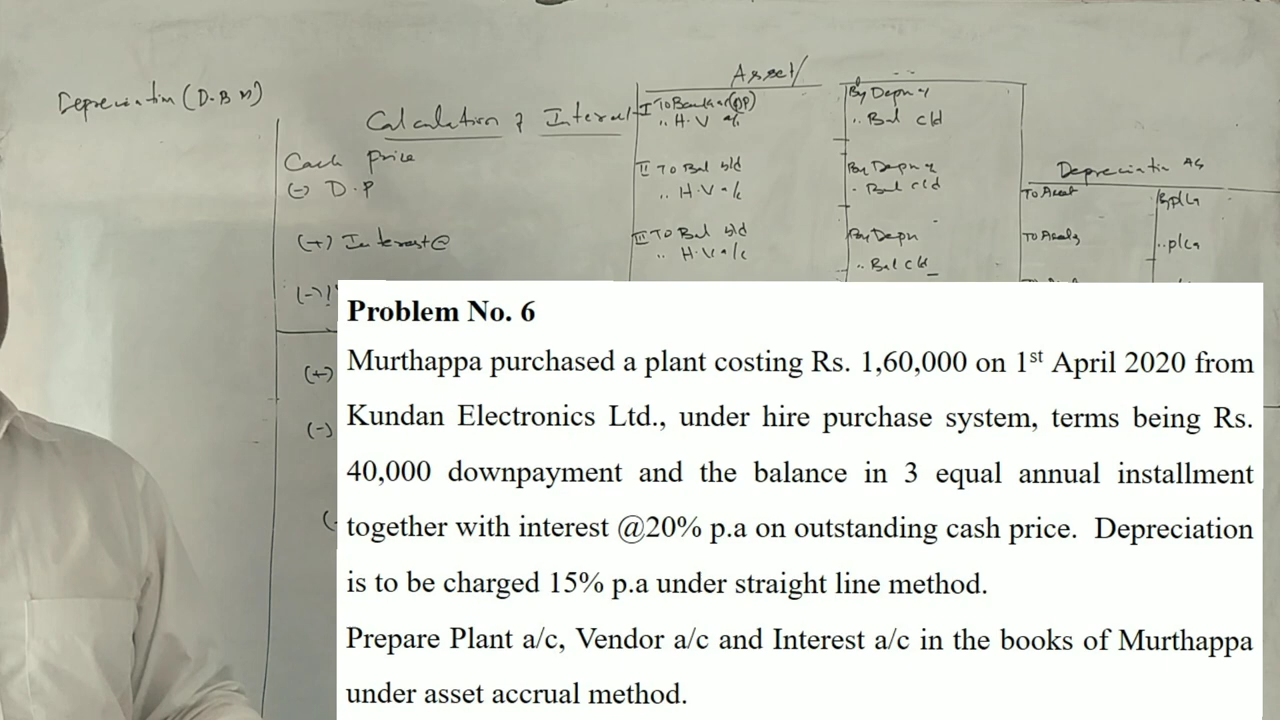 Depreciation (D-B M)
Calculation of Interest
Cash price
(-) D.P
(+) Interest @
(-)
(+)
(-)
Asset
I To Bank a/c (DP)
,, H.V a/c
II To Bal b/d
,, H.V a/c
III To Bal b/d
,, H.V a/c
By Depn
,, Bal c/d
By Depn
Bal c/d
By Depn
,, Bal c/d
Depreciation
To Asset
To Asset
Problem No. 6
Murthappa purchased a plant costing Rs. 1,60,000 on 1st April 2020 from
Kundan Electronics Ltd., under hire purchase system, terms being Rs.
40,000 downpayment and the balance in 3 equal annual installment
together with interest @20% p.a on outstanding cash price. Depreciation
is to be charged 15% p.a under straight line method.
Prepare Plant a/c, Vendor a/c and Interest a/c in the books of Murthappa
under asset accrual method.